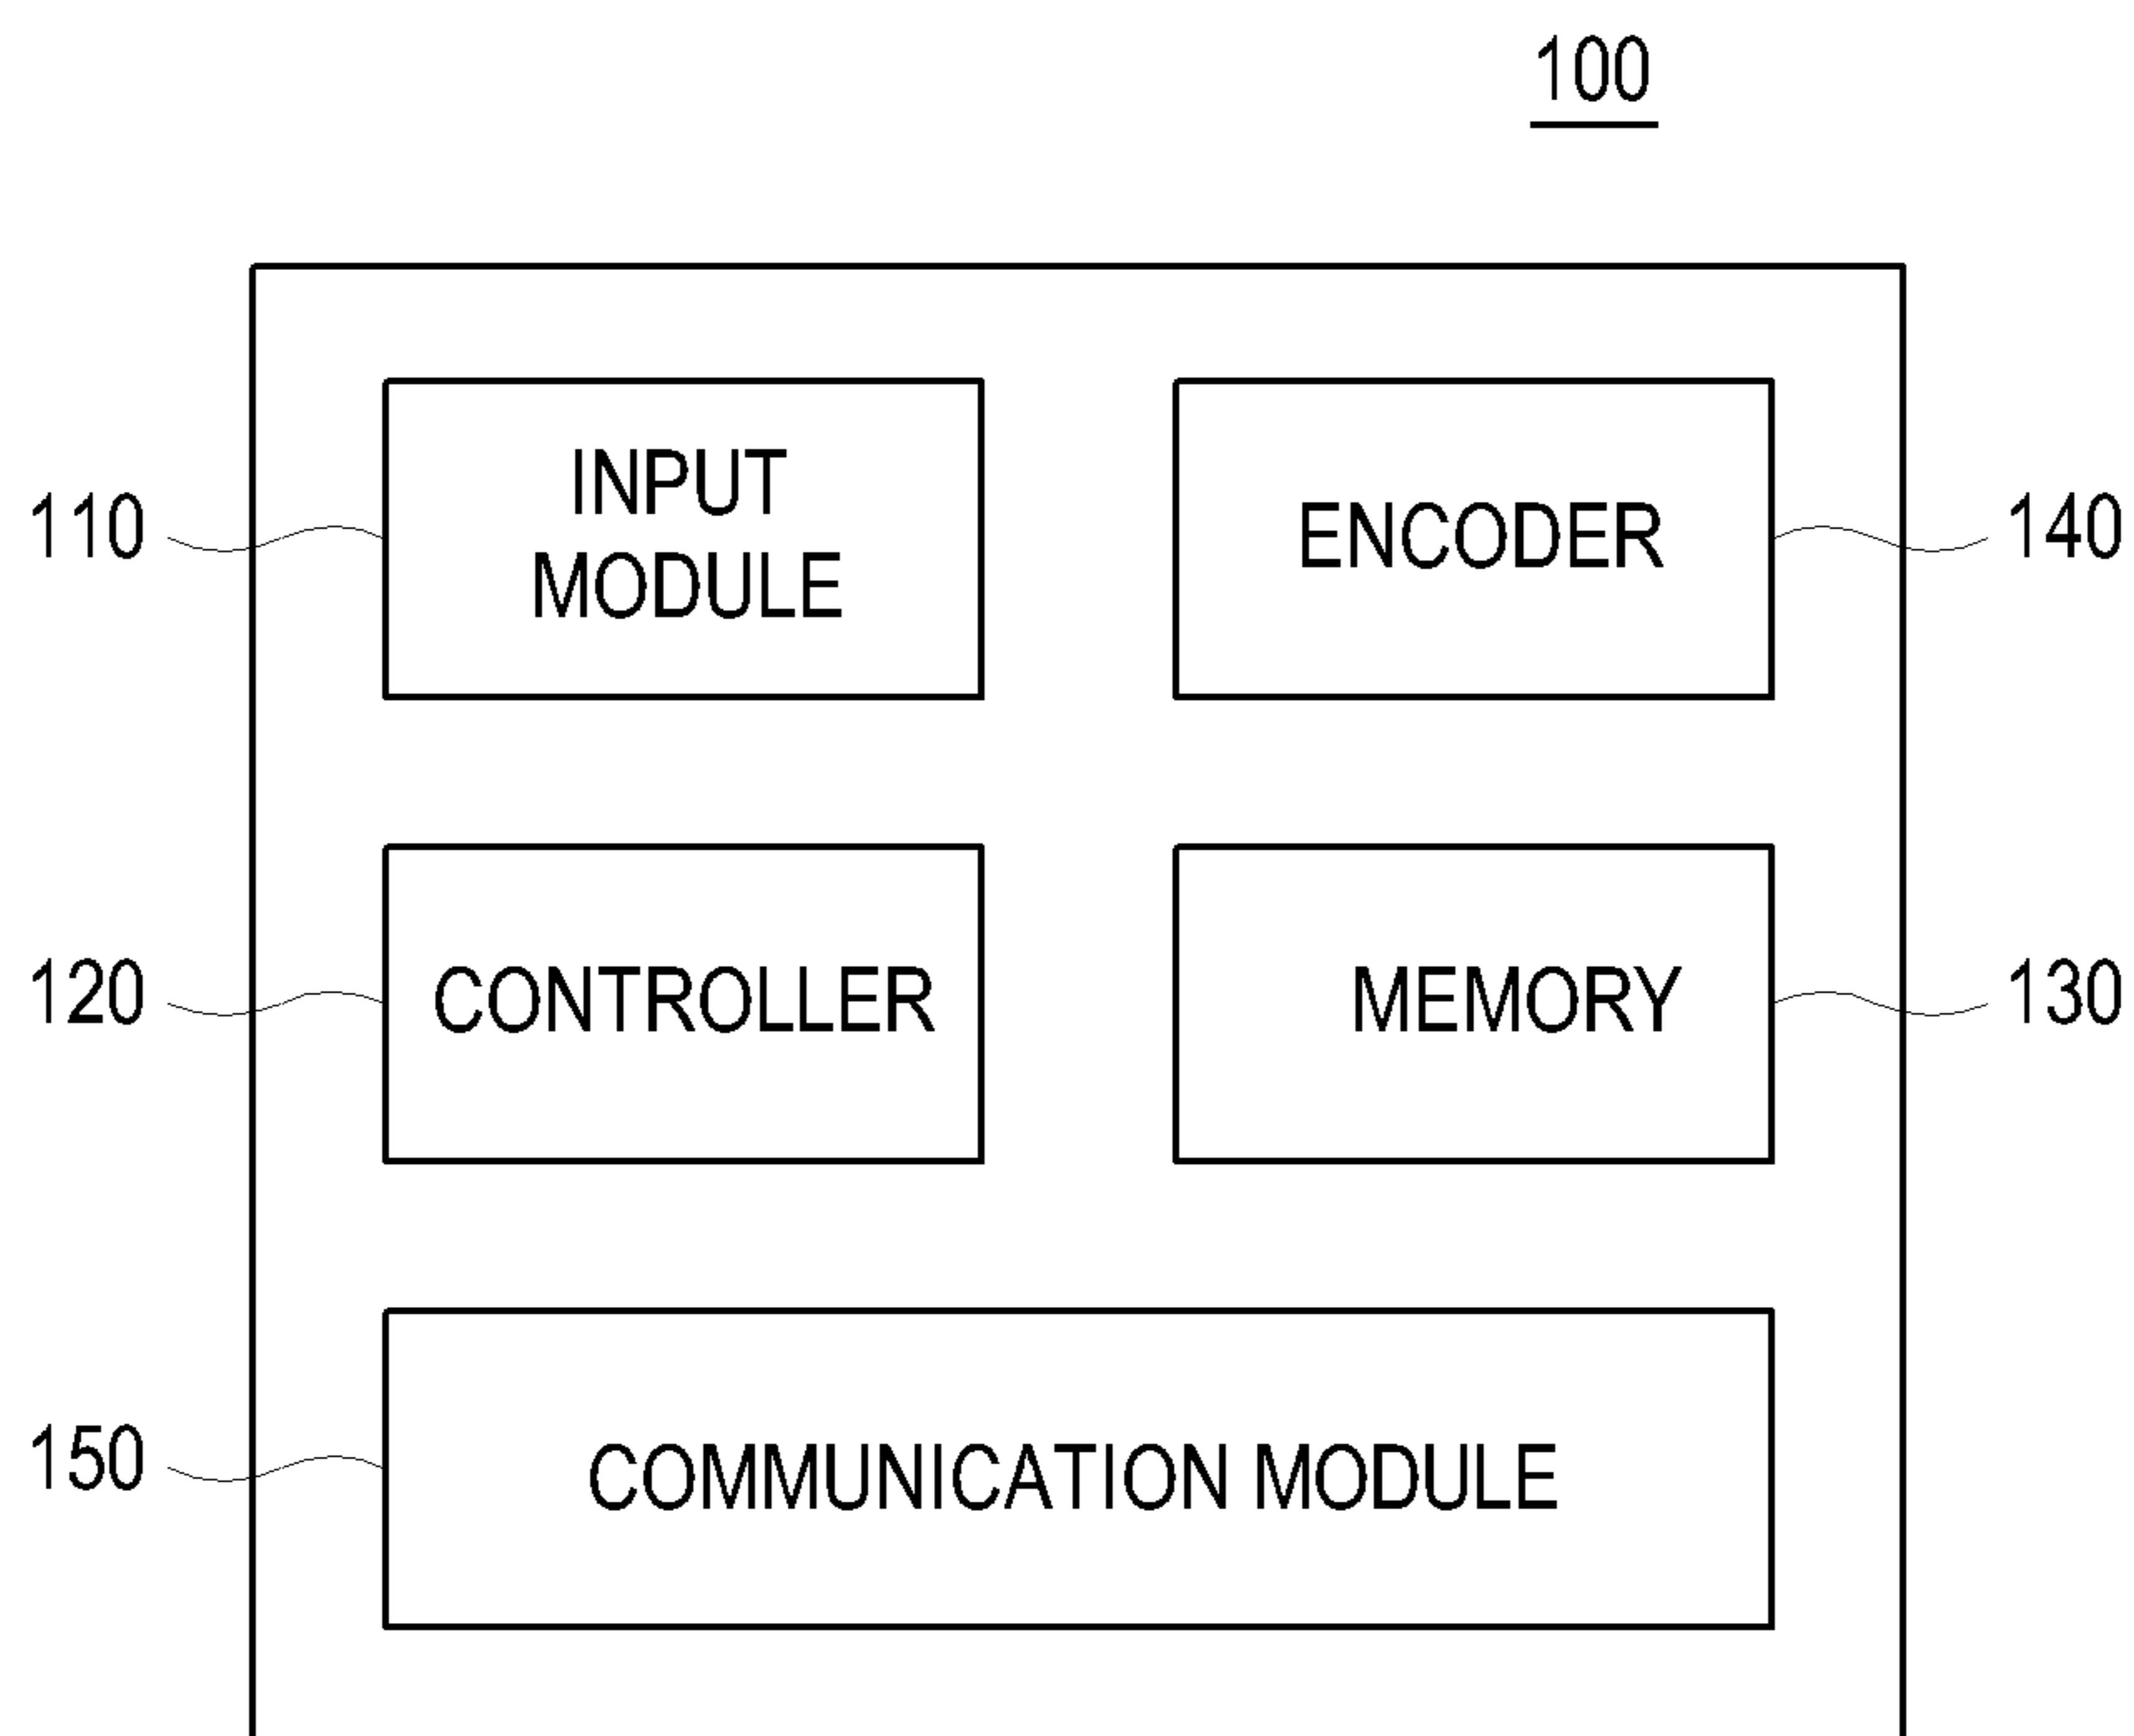 100
110
INPUT
MODULE
ENCODER
140
120
CONTROLLER
MEMORY
130
150
COMMUNICATION MODULE